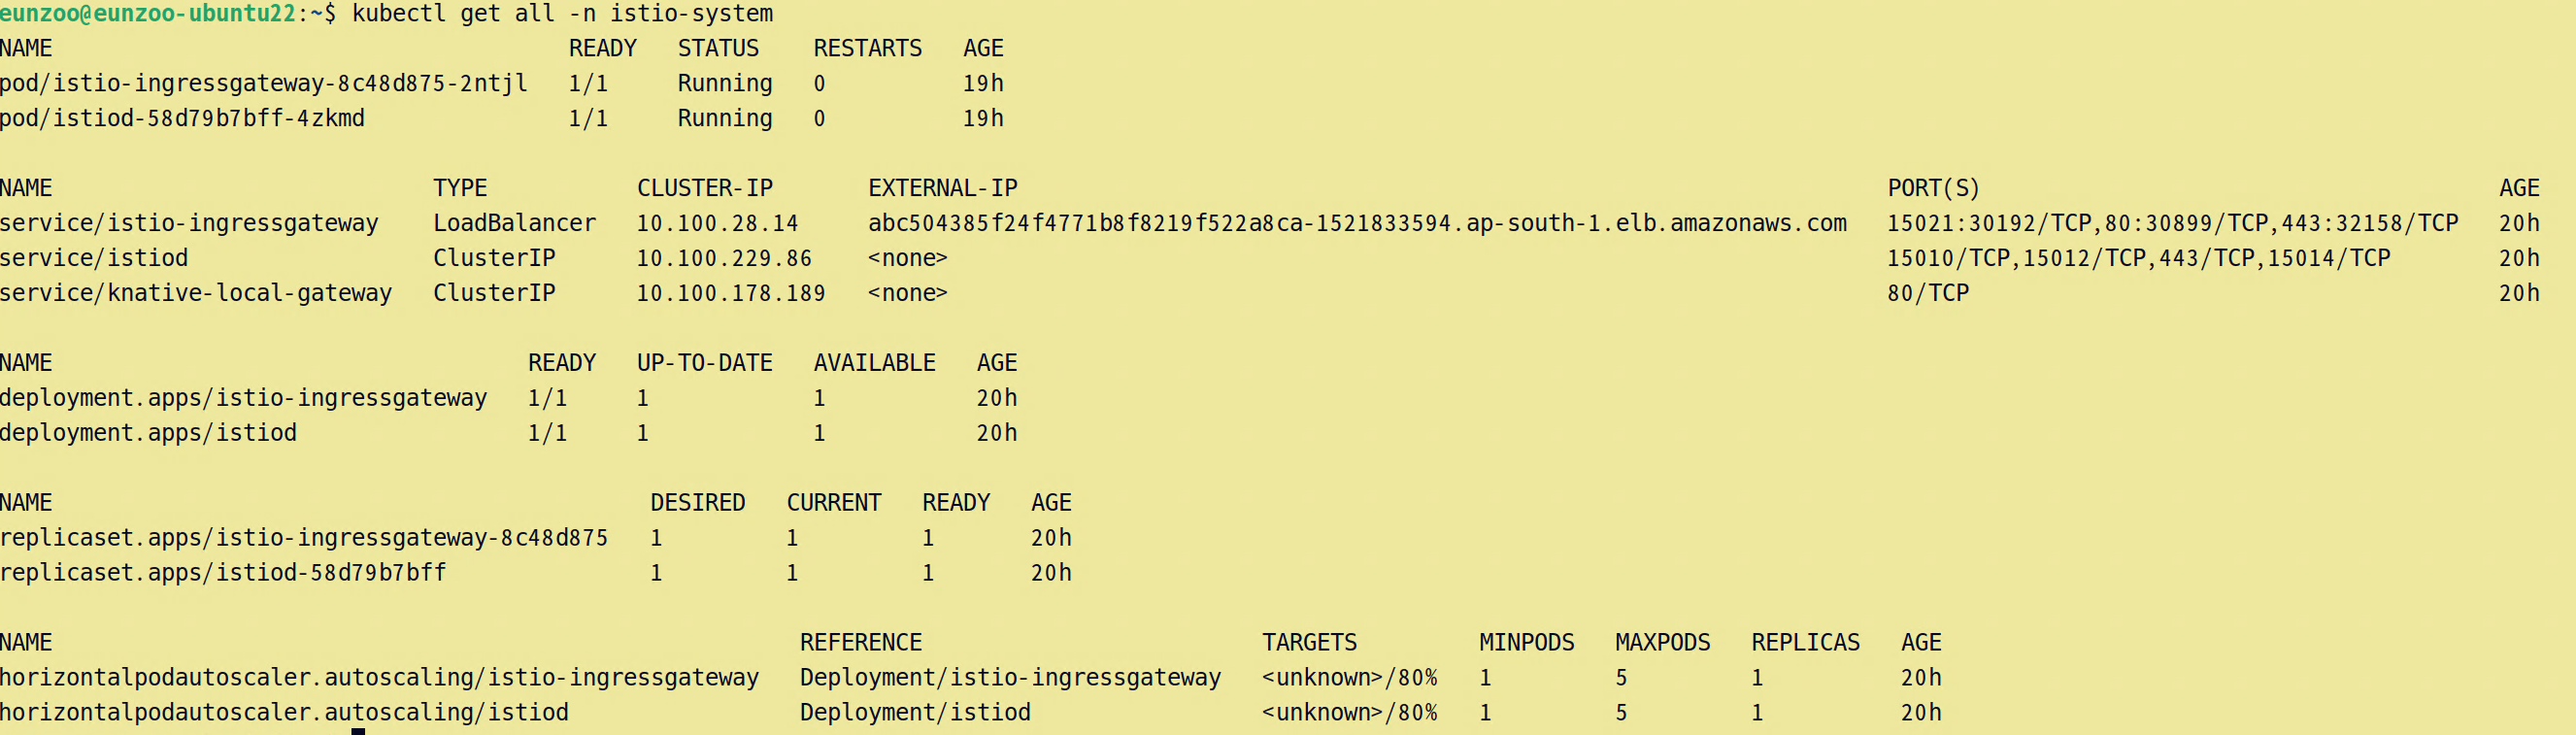 eunzoo@eunzoo-ubuntu22:~$ kubectl get all -n istio-system
NAME READY STATUS RESTARTS AGE
pod/istio-ingressgateway-8c48d875-2ntjl 1/1 Running 0 19h
pod/istiod-58d79b7bff-4zkmd 1/1 Running 0 19h
NAME TYPE CLUSTER-IP EXTERNAL-IP PORT(S) AGE
service/istio-ingressgateway LoadBalancer 10.100.28.14 abc504385f24f4771b8f8219f522a8ca-1521833594.ap-south-1.elb.amazonaws.com 15021:30192/TCP,80:30899/TCP,443:32158/TCP 20h
service/istiod ClusterIP 10.100.229.86 <none> 15010/TCP,15012/TCP,443/TCP,15014/TCP 20h
service/knative-local-gateway ClusterIP 10.100.178.189 <none> 80/TCP 20h
NAME READY UP-TO-DATE AVAILABLE AGE
deployment.apps/istio-ingressgateway 1/1 1 1 20h
deployment.apps/istiod 1/1 1 1 20h
NAME DESIRED CURRENT READY AGE
replicaset.apps/istio-ingressgateway-8c48d875 1 1 1 20h
replicaset.apps/istiod-58d79b7bff 1 1 1 20h
NAME REFERENCE TARGETS MINPODS MAXPODS REPLICAS AGE
horizontalpodautoscaler.autoscaling/istio-ingressgateway Deployment/istio-ingressgateway <unknown>/80% 1 5 1 20h
horizontalpodautoscaler.autoscaling/istiod Deployment/istiod <unknown>/80% 1 5 1 20h